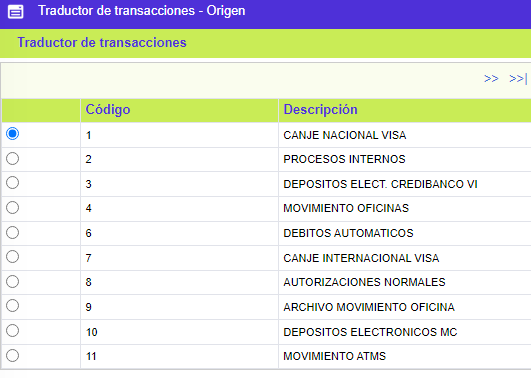 Traductor de transacciones - Origen
Traductor de transacciones
>> >>|
Código Descripción
1 CANJE NACIONAL VISA
2 PROCESOS INTERNOS
3 DEPOSITOS ELECT. CREDIBANCO VI
4 MOVIMIENTO OFICINAS
6 DEBITOS AUTOMATICOS
7 CANJE INTERNACIONAL VISA
8 AUTORIZACIONES NORMALES
9 ARCHIVO MOVIMIENTO OFICINA
10 DEPOSITOS ELECTRONICOS MC
11 MOVIMIENTO ATMS